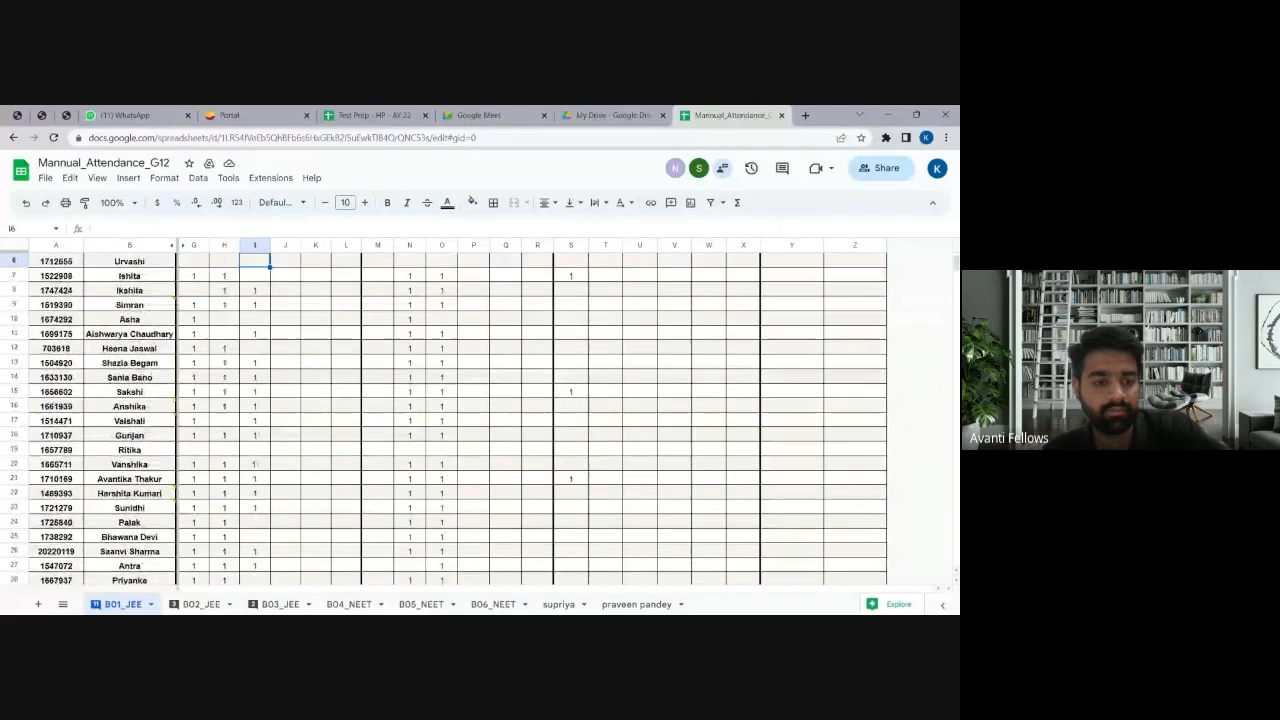 (11) WhatsApp × Portal × Test Prep - HP - AY 22 × Google Meet × My Drive - Google Dri × Mannual_Attendance_G ×
docs.google.com/spreadsheets/d/
Mannual_Attendance_G12
N S K Share
File Edit View Insert Format Data Tools Extensions Help
100% $ % .0 .00 123 Defaul... − 10 + B I A
I6 fx
A B G H I J K L M N O P Q R S T U V W X Y Z
6 1712556 Urvashi
7 1522908 Ishita 1 1 1 1 1
8 1747424 Ikshita 1 1 1 1
9 1519390 Simran 1 1 1 1 1
10 1674292 Asha 1 1
11 1699175 Aishwarya Chaudhary 1 1 1 1
12 703618 Heena Jaswal 1 1 1 1
13 1504920 Shazia Begam 1 1 1 1 1
14 1633130 Sania Bano 1 1 1 1 1
15 1656602 Sakshi 1 1 1 1 1 1
16 1661939 Anshika 1 1 1 1 1
17 1514471 Vaishali 1 1 1 1
18 1710937 Gunjan 1 1 1 1 1
19 1657789 Ritika
20 1665711 Vanshika 1 1 1\ 1 1
21 1710169 Avantika Thakur 1 1 1 1 1 1
22 1469393 Harshita Kumari 1 1 1 1 1
23 1721279 Sunidhi 1 1 1 1 1
24 1725840 Palak 1 1 1 1
25 1738292 Bhawana Devi 1 1 1 1
26 20220119 Saanvi Sharma 1 1 1 1 1
27 1547072 Antra 1 1 1 1
28 1667937 Priyanka 1 1 1 1
+ 11 B01_JEE 3 B02_JEE 2 B03_JEE B04_NEET B05_NEET B06_NEET supriya praveen pandey Explore
Avanti Fellows